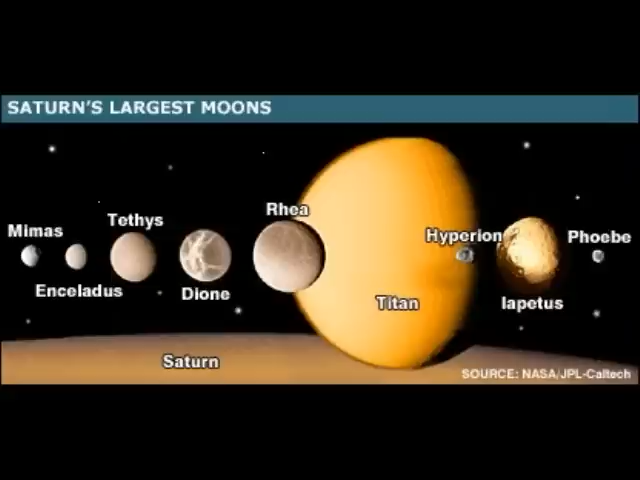 SATURN'S LARGEST MOONS
Mimas
Enceladus
Tethys
Dione
Rhea
Titan
Hyperion
Iapetus
Phoebe
Saturn
SOURCE: NASA/JPL-Caltech